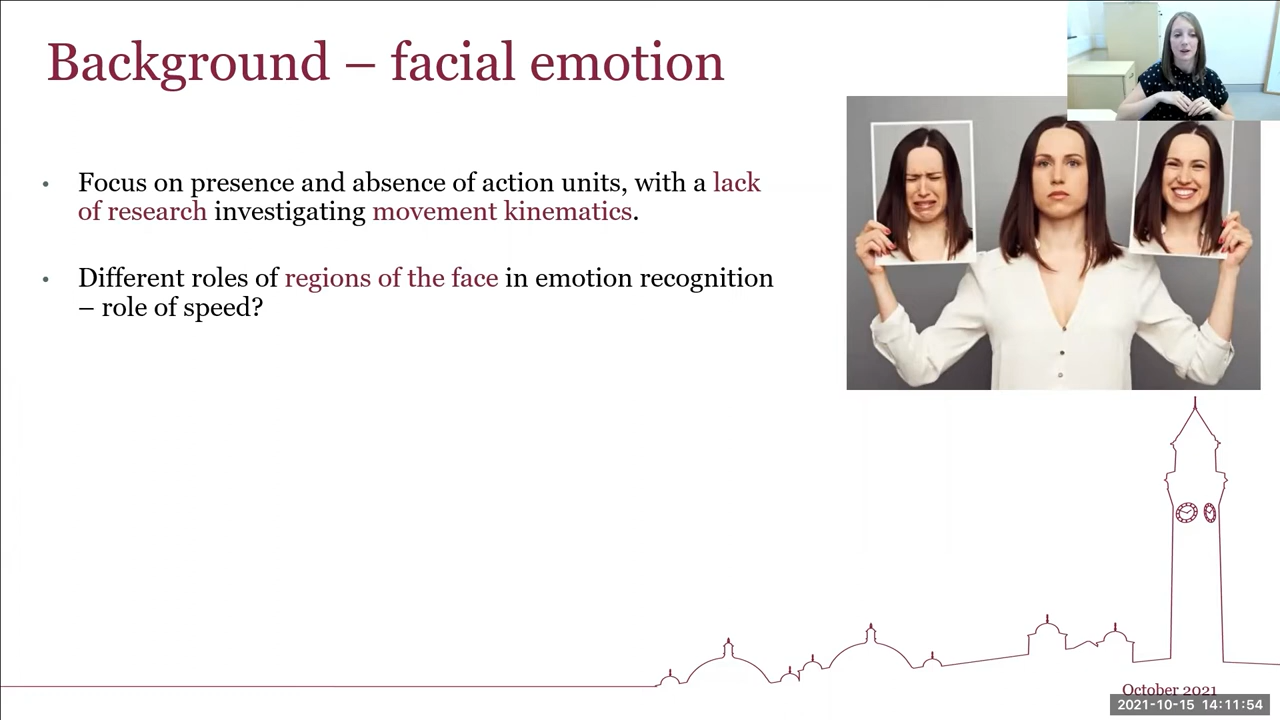 Background – facial emotion
• Focus on presence and absence of action units, with a lack
of research investigating movement kinematics.
• Different roles of regions of the face in emotion recognition
– role of speed?
October 2021
2021-10-15 14:11:54